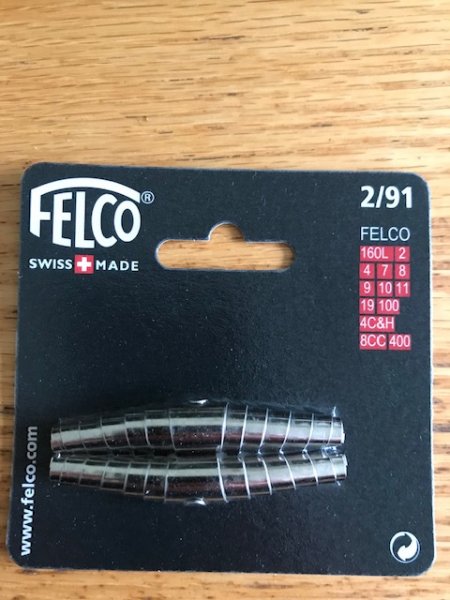 FELCO®
SWISS MADE
2/91
FELCO
160L 2
4 7 8
9 10 11
19 100
4C&H
8CC 400
www.felco.com